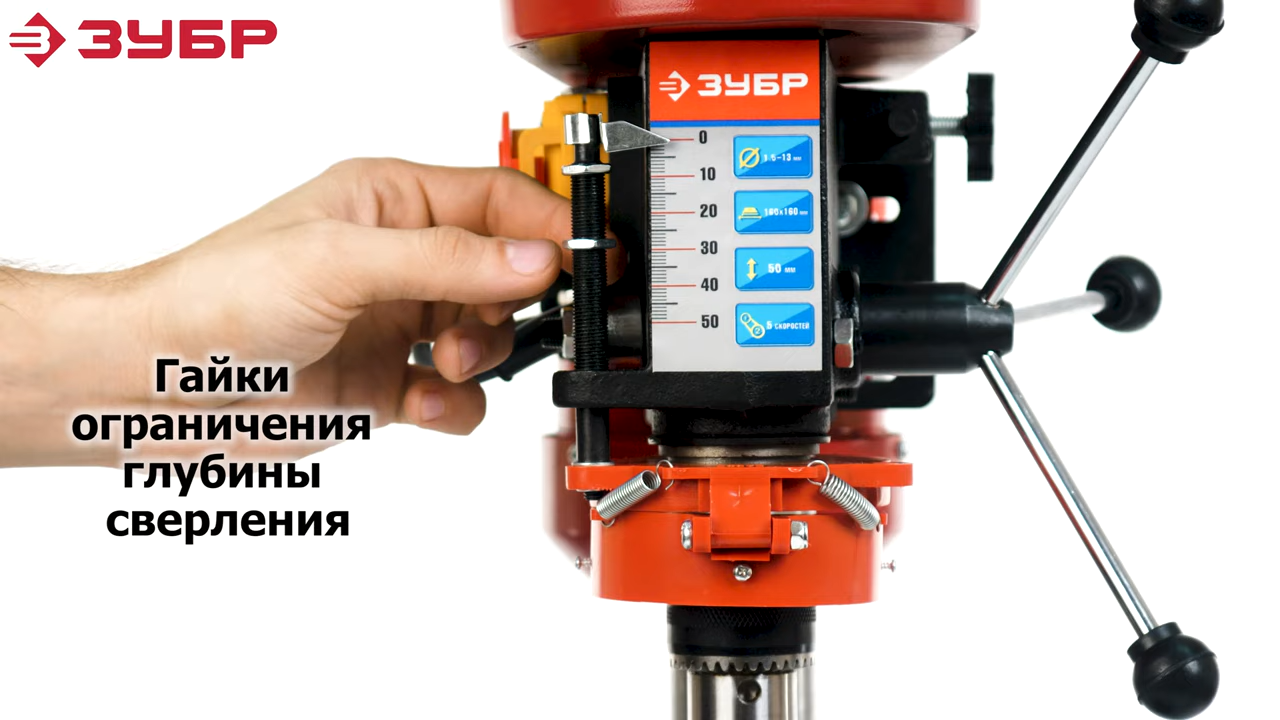 ЗУБР
ЗУБР
0
10
20
30
40
50
1,5-13 мм
160x160 мм
50 мм
5 СКОРОСТЕЙ
Гайки
ограничения
глубины
сверления